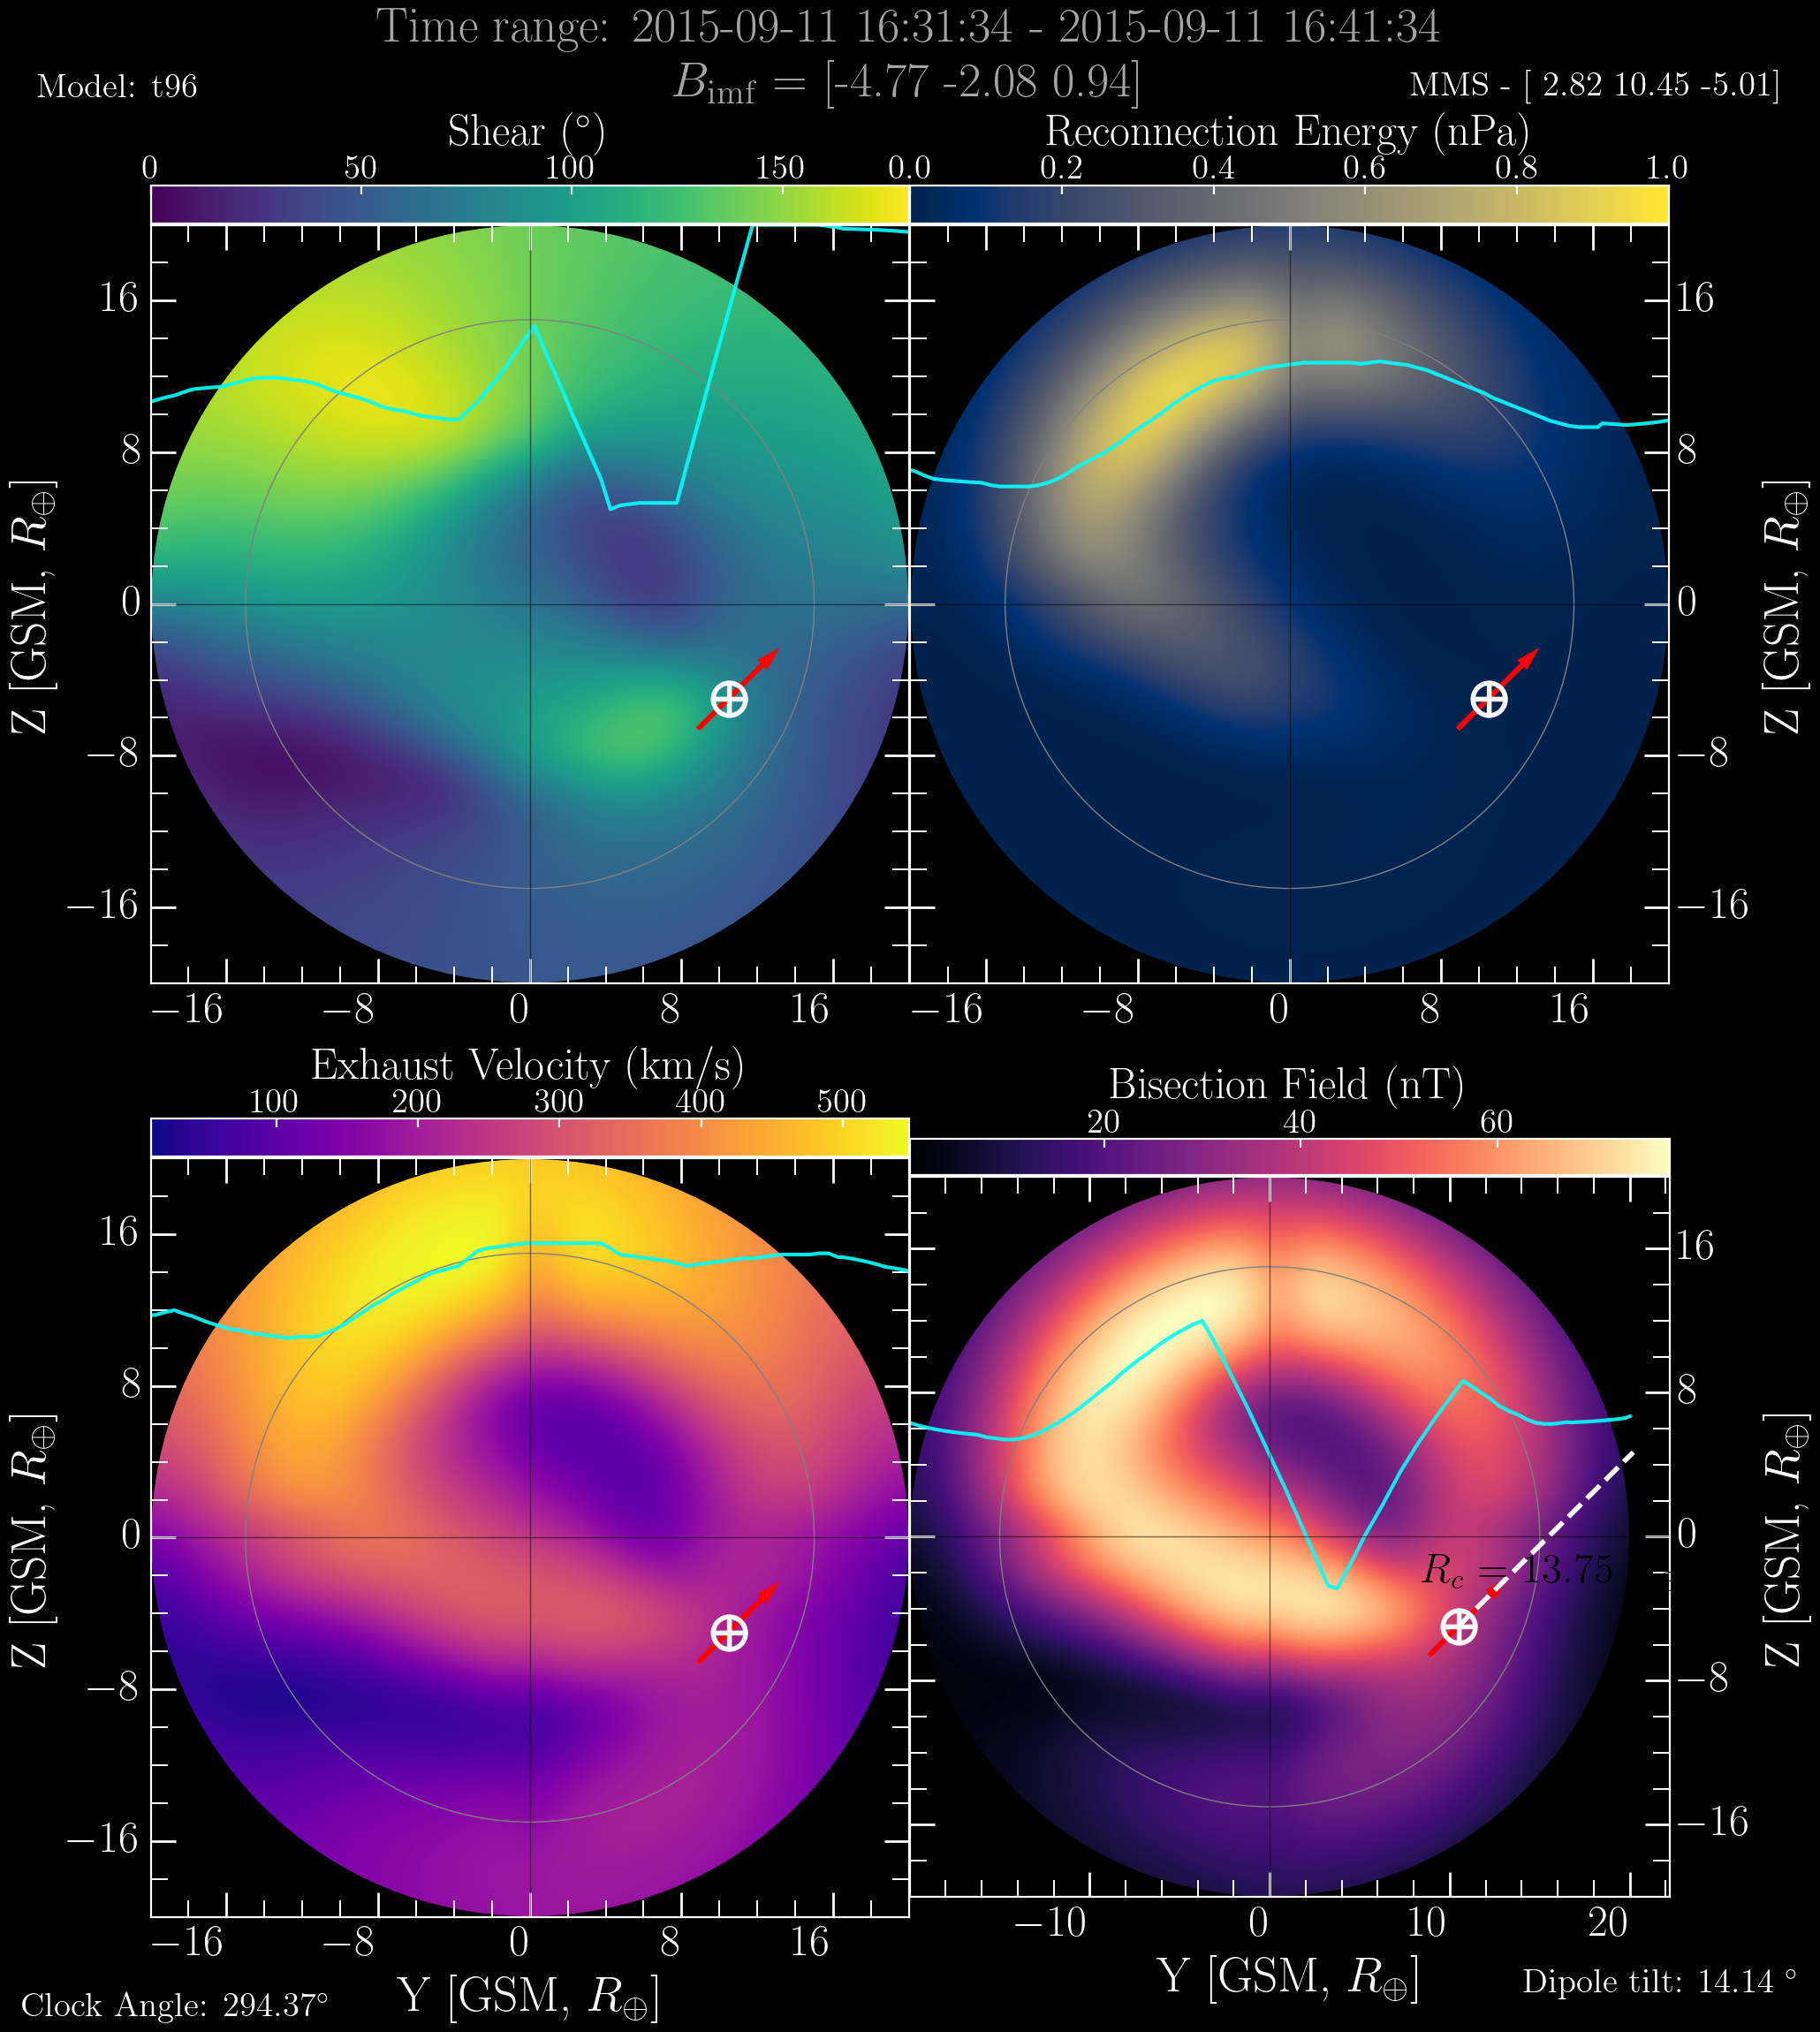 Time range: 2015-09-11 16:31:34 - 2015-09-11 16:41:34
B_imf = [-4.77 -2.08 0.94]
Model: t96
MMS - [ 2.82 10.45 -5.01]
Shear (°)
Reconnection Energy (nPa)
0 50 100 150 0.0 0.2 0.4 0.6 0.8 1.0
16 16
8 8
0 0
−8 −8
−16 −16
Z [GSM, R⊕]
Z [GSM, R⊕]
−16 −8 0 8 16 −16 −8 0 8 16
Exhaust Velocity (km/s)
Bisection Field (nT)
100 200 300 400 500
20 40 60
16 16
8 8
0 0
−8 −8
−16 −16
Z [GSM, R⊕]
Z [GSM, R⊕]
R_c = 13.75
−16 −8 0 8 16
−10 0 10 20
Y [GSM, R⊕]
Y [GSM, R⊕]
Clock Angle: 294.37°
Dipole tilt: 14.14 °